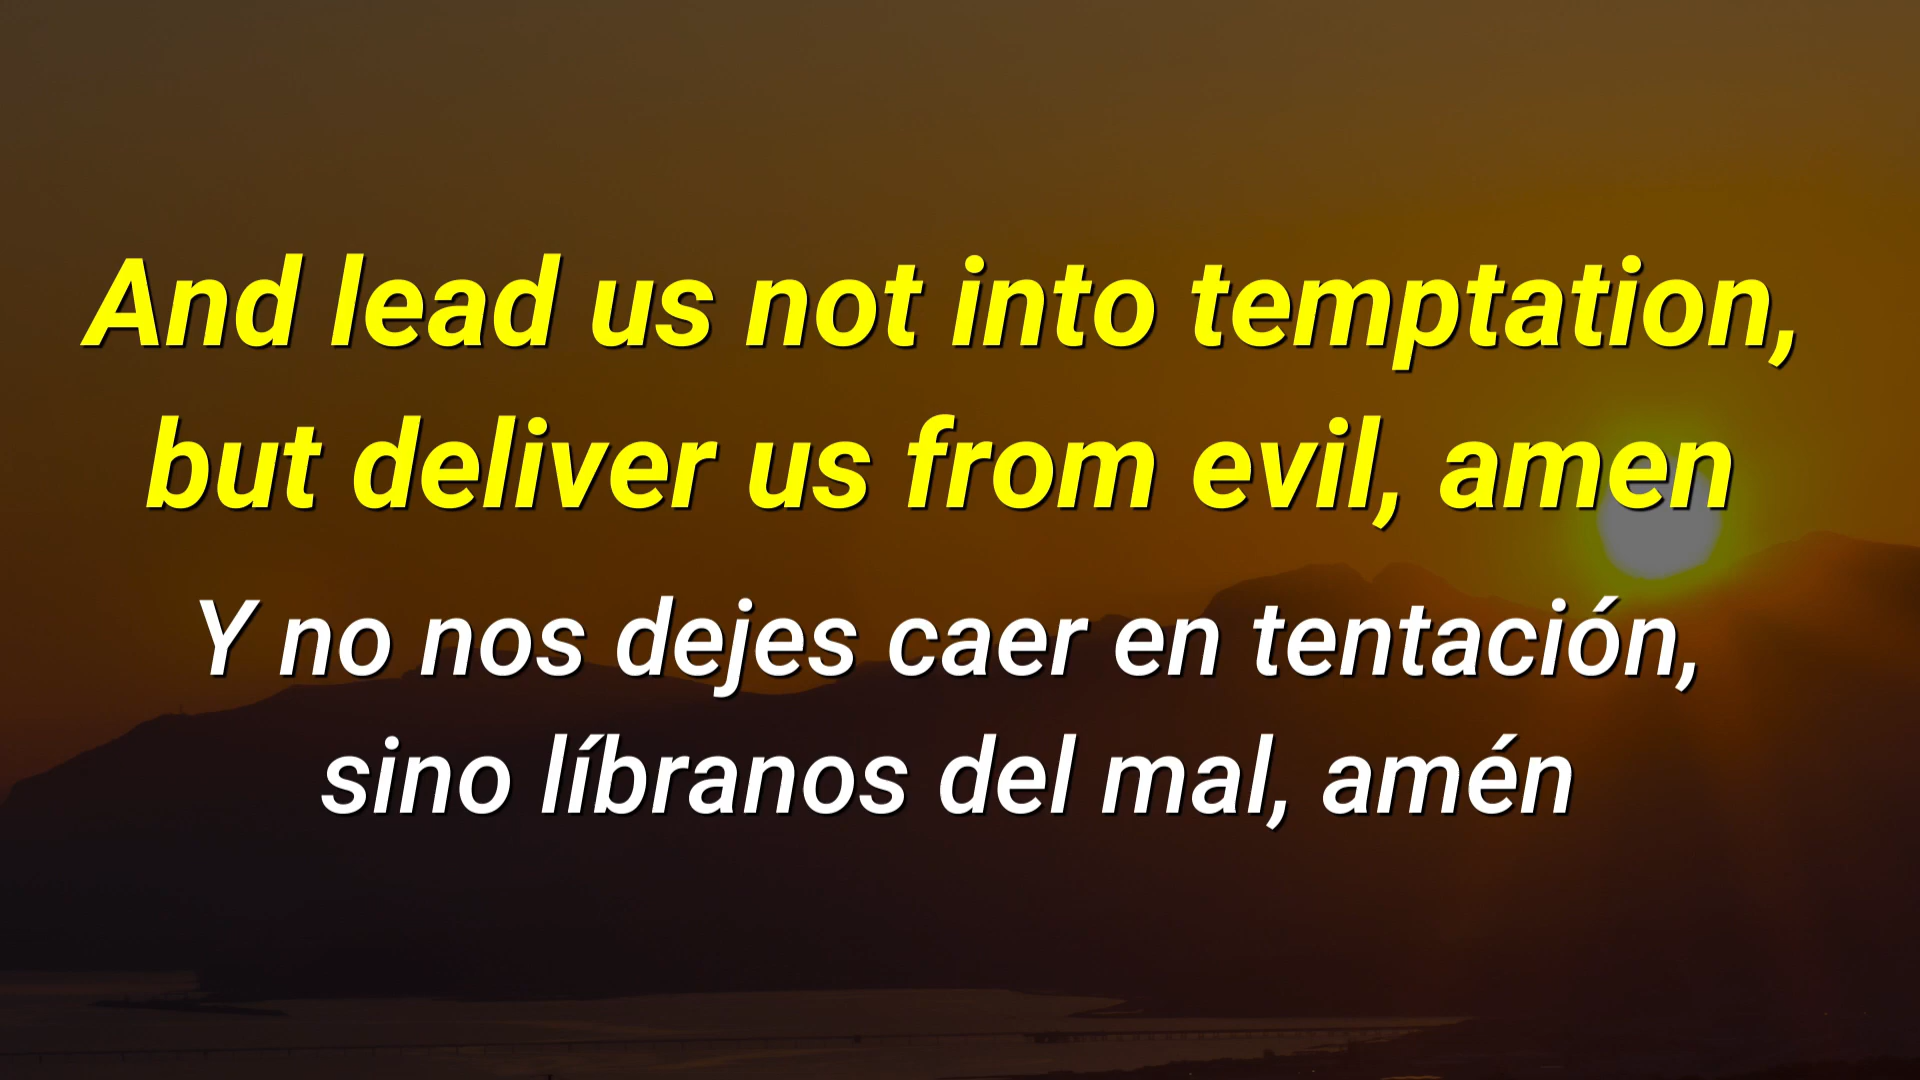 And lead us not into temptation,
but deliver us from evil, amen
Y no nos dejes caer en tentación,
sino líbranos del mal, amén